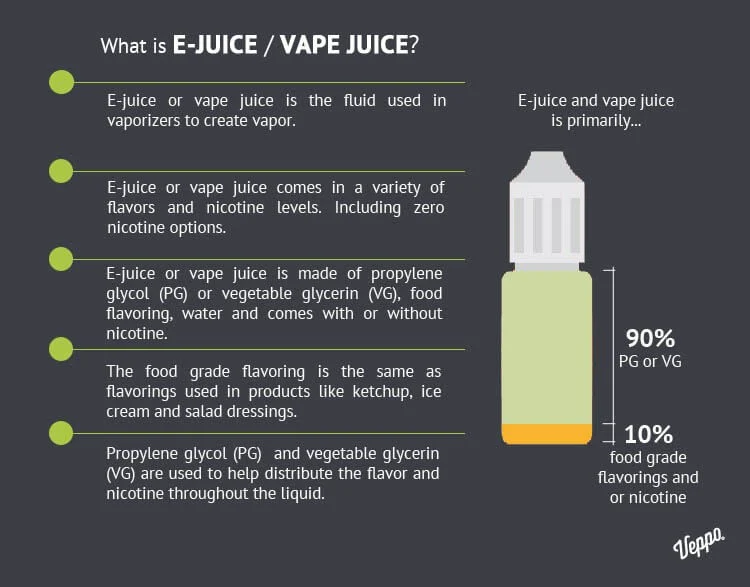 What is E-JUICE / VAPE JUICE?
E-juice or vape juice is the fluid used in
vaporizers to create vapor.
E-juice or vape juice comes in a variety of
flavors and nicotine levels. Including zero
nicotine options.
E-juice or vape juice is made of propylene
glycol (PG) or vegetable glycerin (VG), food
flavoring, water and comes with or without
nicotine.
The food grade flavoring is the same as
flavorings used in products like ketchup, ice
cream and salad dressings.
Propylene glycol (PG) and vegetable glycerin
(VG) are used to help distribute the flavor and
nicotine throughout the liquid.
E-juice and vape juice
is primarily...
90%
PG or VG
10%
food grade
flavorings and
or nicotine
Veppo.